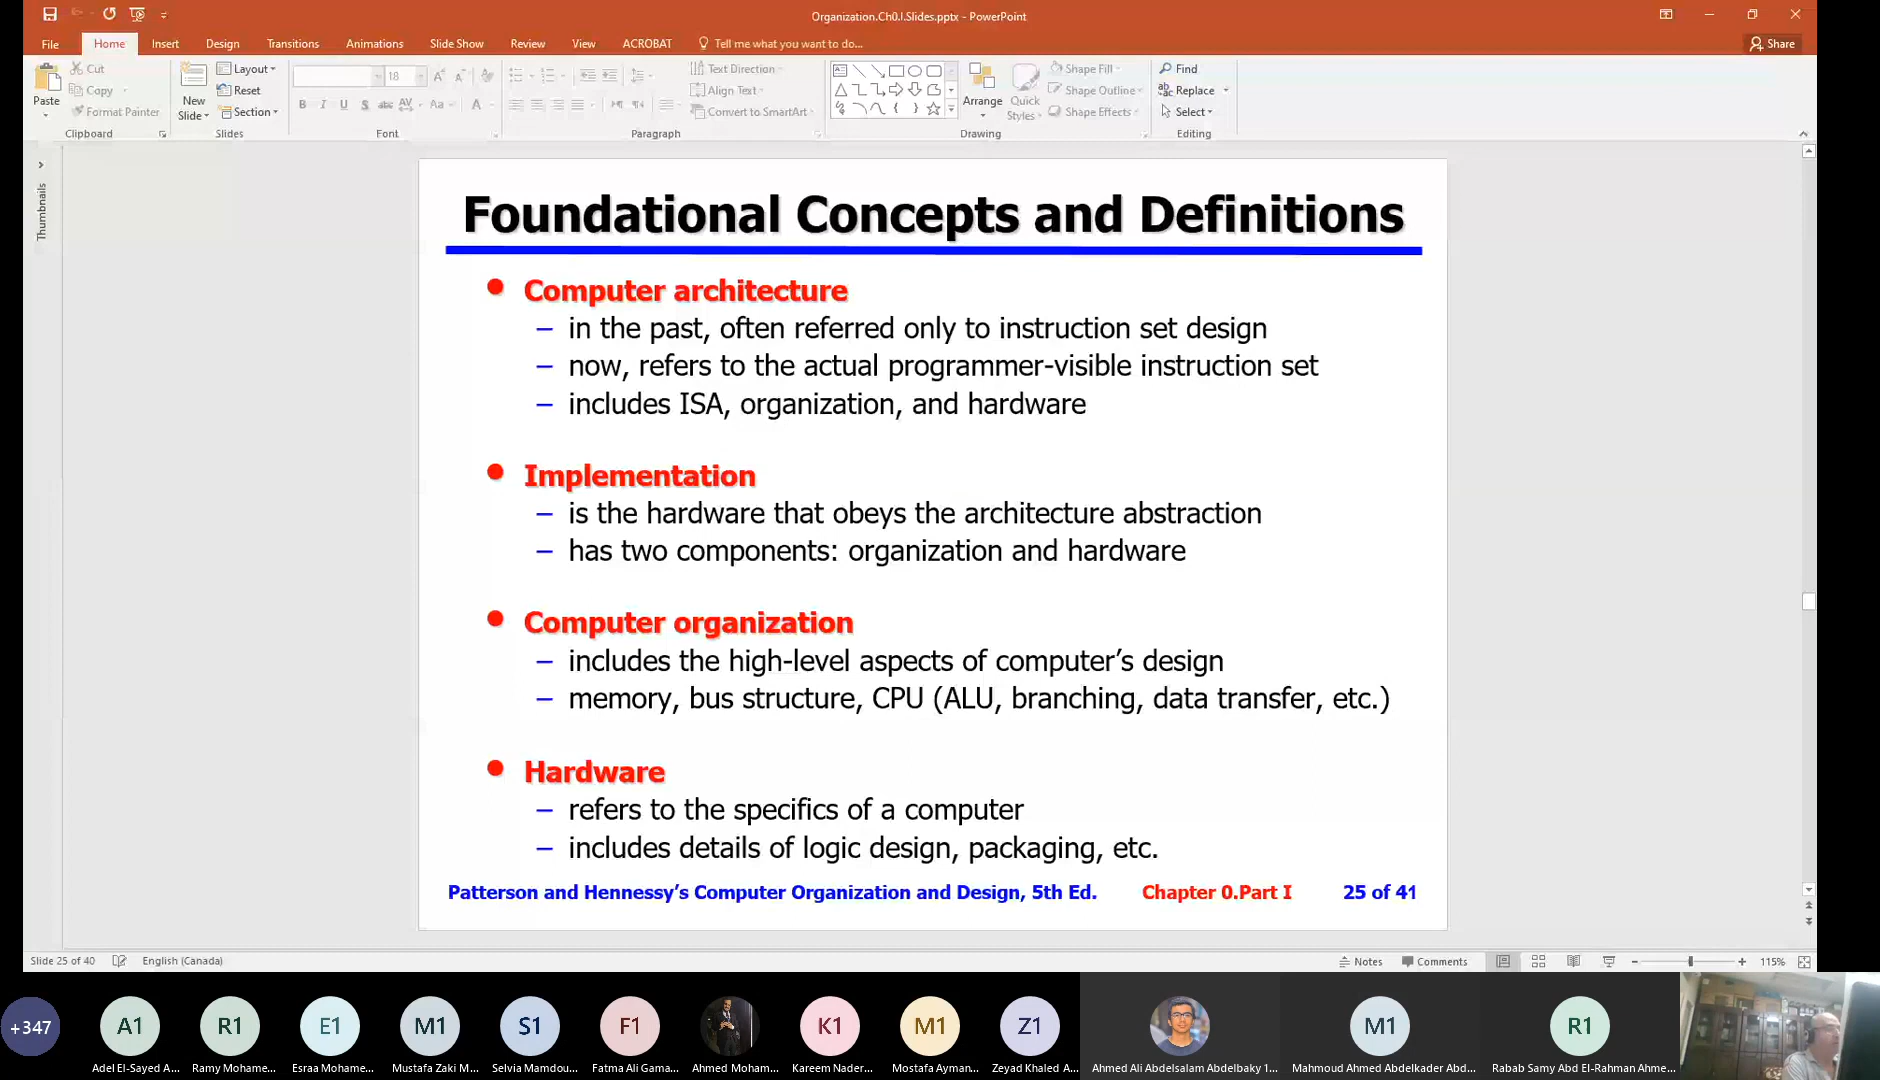 Organization.Ch0.I.Slides.pptx - PowerPoint
File Home Insert Design Transitions Animations Slide Show Review View ACROBAT Tell me what you want to do... Share
Paste
Cut
Copy
Format Painter
Clipboard
New Slide
Layout
Reset
Section
Slides
18
B I U S abc AV Aa A
Font
Text Direction
Align Text
Convert to SmartArt
Paragraph
Arrange
Quick Styles
Shape Fill
Shape Outline
Shape Effects
Drawing
Find
Replace
Select
Editing
Thumbnails
Foundational Concepts and Definitions
• Computer architecture
– in the past, often referred only to instruction set design
– now, refers to the actual programmer-visible instruction set
– includes ISA, organization, and hardware
• Implementation
– is the hardware that obeys the architecture abstraction
– has two components: organization and hardware
• Computer organization
– includes the high-level aspects of computer’s design
– memory, bus structure, CPU (ALU, branching, data transfer, etc.)
• Hardware
– refers to the specifics of a computer
– includes details of logic design, packaging, etc.
Patterson and Hennessy’s Computer Organization and Design, 5th Ed. Chapter 0.Part I 25 of 41
Slide 25 of 40 English (Canada) Notes Comments 115%
+347 A1 R1 E1 M1 S1 F1 K1 M1 Z1 M1 R1
Adel El-Sayed A... Ramy Mohame... Esraa Mohame... Mustafa Zaki M... Selvia Mamdou... Fatma Ali Gama... Ahmed Moham... Kareem Nader... Mostafa Ayman... Zeyad Khaled A... Ahmed Ali Abdelsalam Abdelbaky 1... Mahmoud Ahmed Abdelkader Abd... Rabab Samy Abd El-Rahman Ahme...